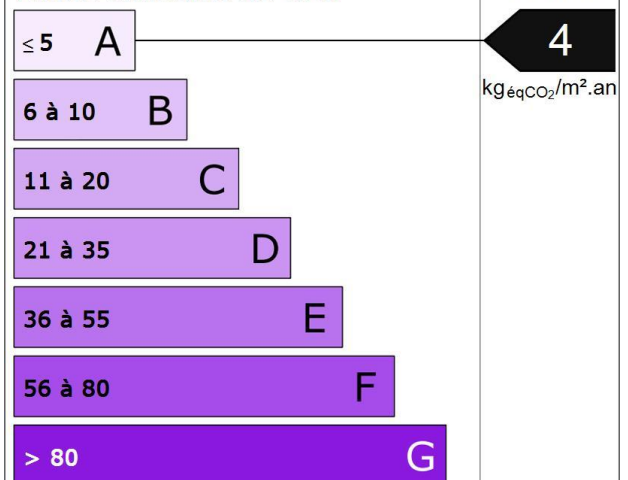 ≤ 5 A
4
kgéqCO₂/m².an
6 à 10 B
11 à 20 C
21 à 35 D
36 à 55 E
56 à 80 F
> 80 G